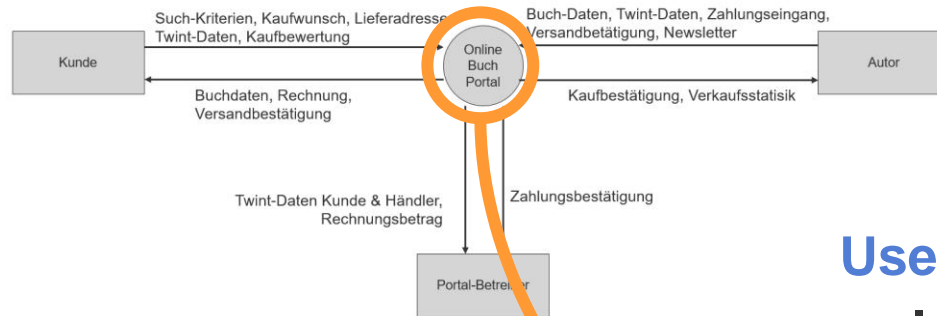 Such-Kriterien, Kaufwunsch, Lieferadresse
Twint-Daten, Kaufbewertung
Buch-Daten, Twint-Daten, Zahlungseingang,
Versandbetätigung, Newsletter
Kunde
Online
Buch
Portal
Autor
Buchdaten, Rechnung,
Versandbestätigung
Kaufbestätigung, Verkaufsstatisik
Twint-Daten Kunde & Händler,
Rechnungsbetrag
Zahlungsbestätigung
Use
Portal-Betreiber